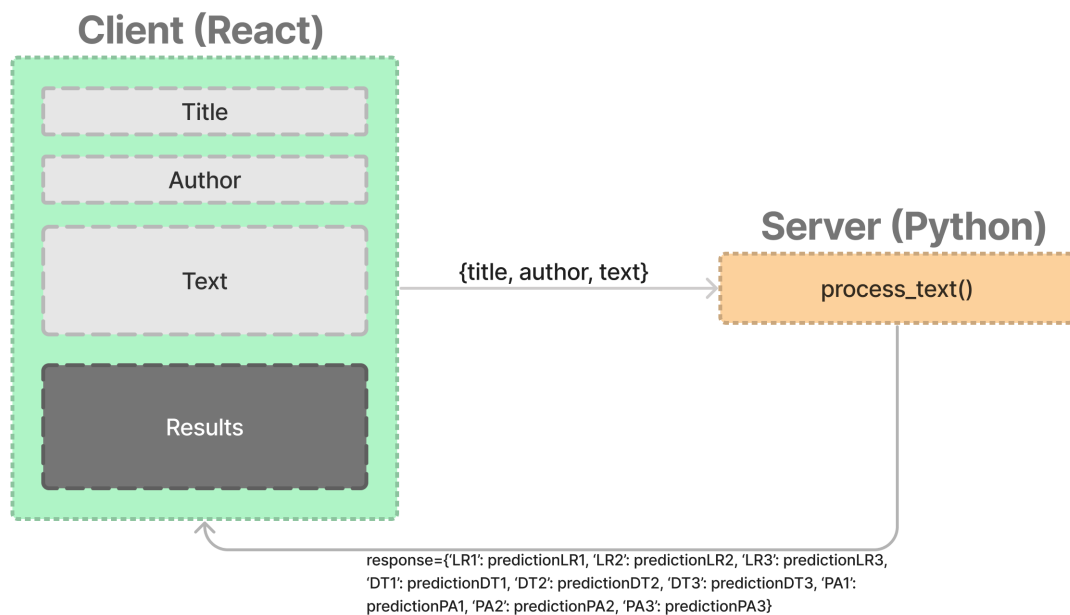 Client (React)
Title
Author
Text
Results
{title, author, text}
Server (Python)
process_text()
response={‘LR1’: predictionLR1, ‘LR2’: predictionLR2, ‘LR3’: predictionLR3,
‘DT1’: predictionDT1, ‘DT2’: predictionDT2, ‘DT3’: predictionDT3, ‘PA1’:
predictionPA1, ‘PA2’: predictionPA2, ‘PA3’: predictionPA3}